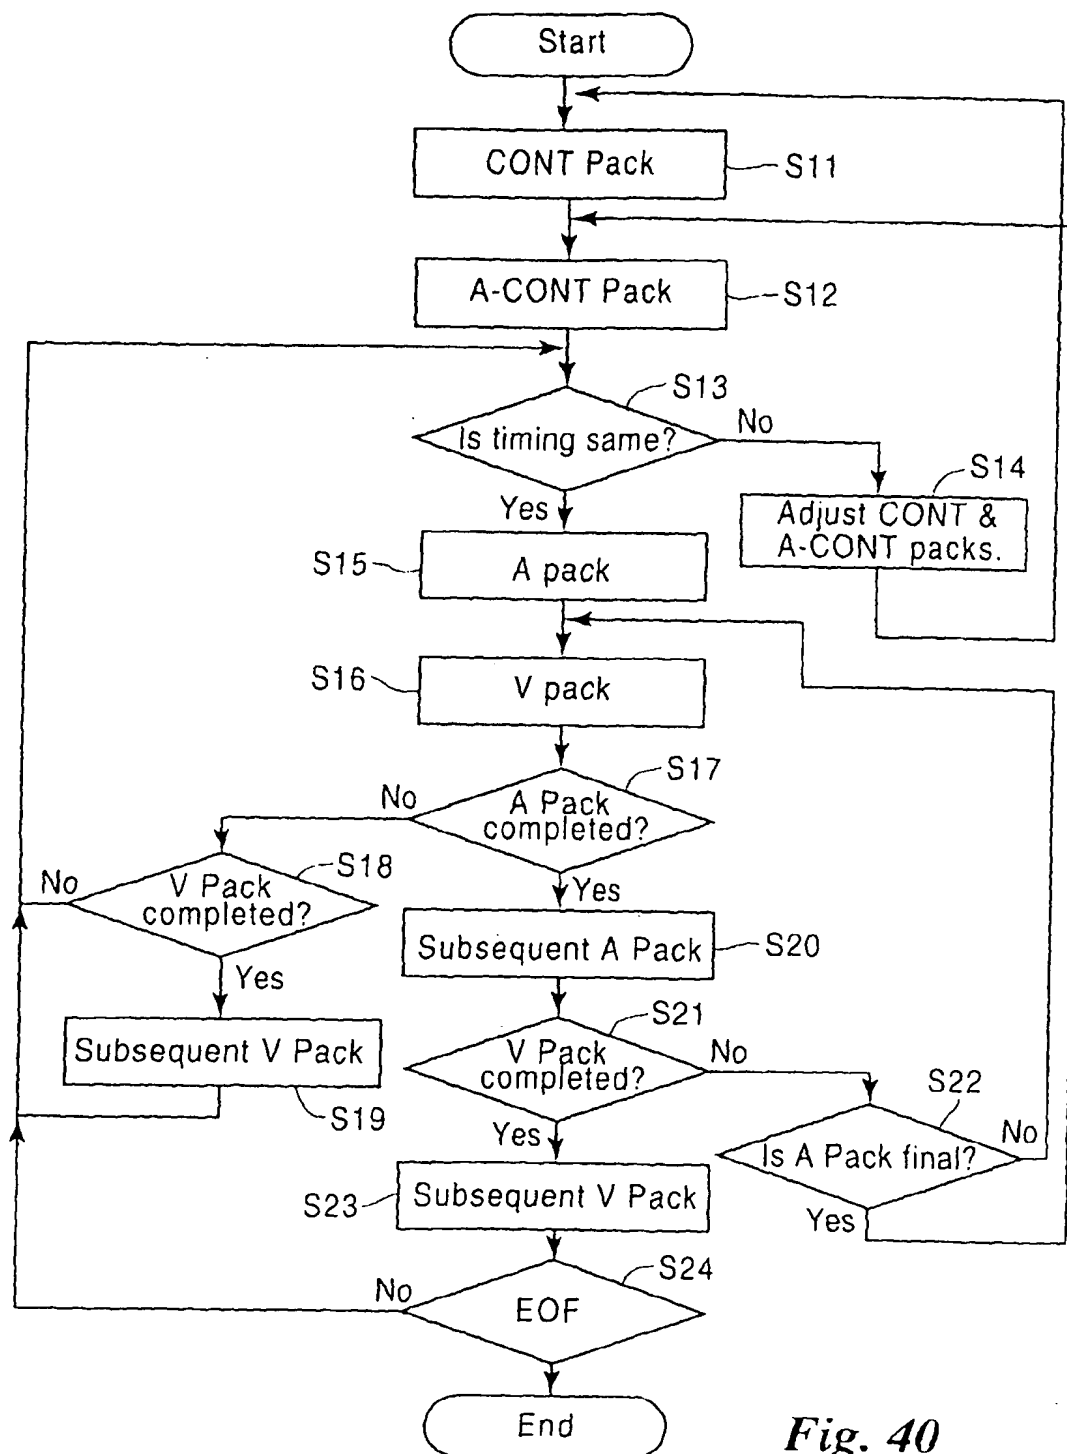 Start
CONT Pack
S11
A-CONT Pack
S12
S13
Is timing same?
No
S14
Adjust CONT &
A-CONT packs.
Yes
S15
A pack
S16
V pack
S17
No
A Pack
completed?
S18
No
V Pack
completed?
Yes
Subsequent A Pack
S20
Yes
S21
Subsequent V Pack
S19
V Pack
completed?
No
S22
Is A Pack final?
No
Yes
Yes
S23
Subsequent V Pack
S24
No
EOF
End
Fig. 40